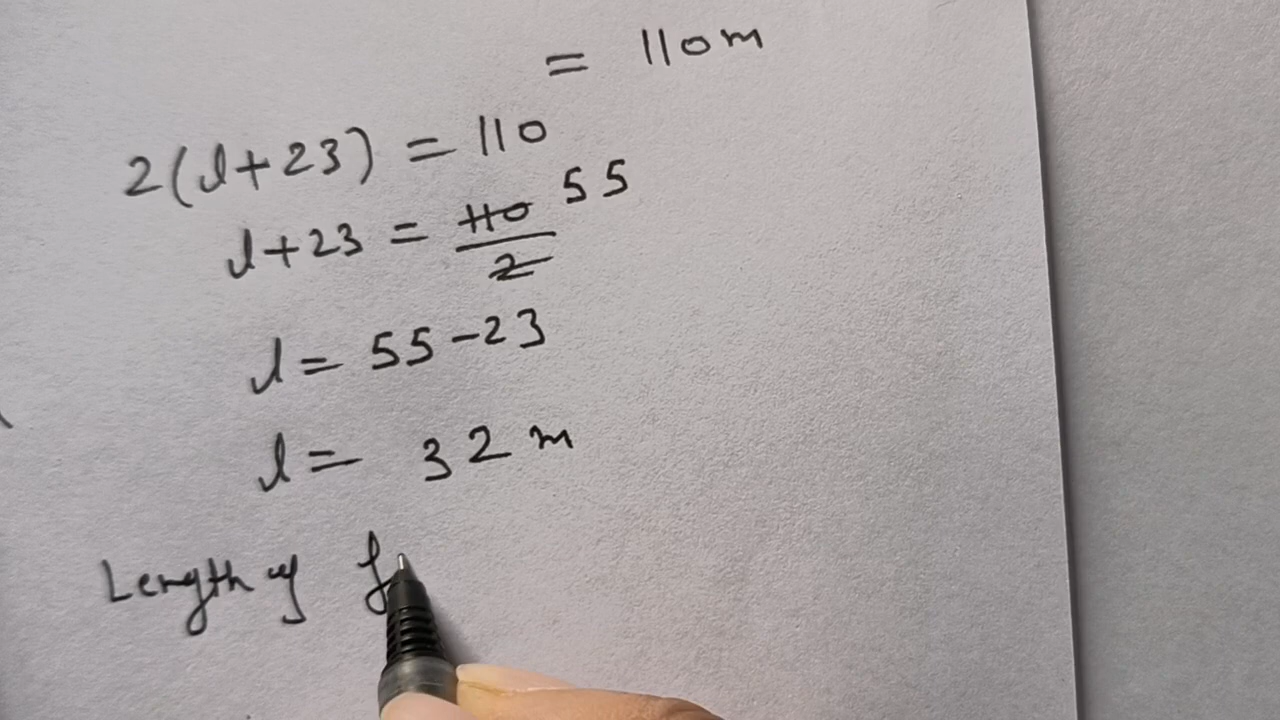 = 110m
2(l+23) = 110
l+23 = 110/2 55
l = 55-23
l = 32 m
Length of